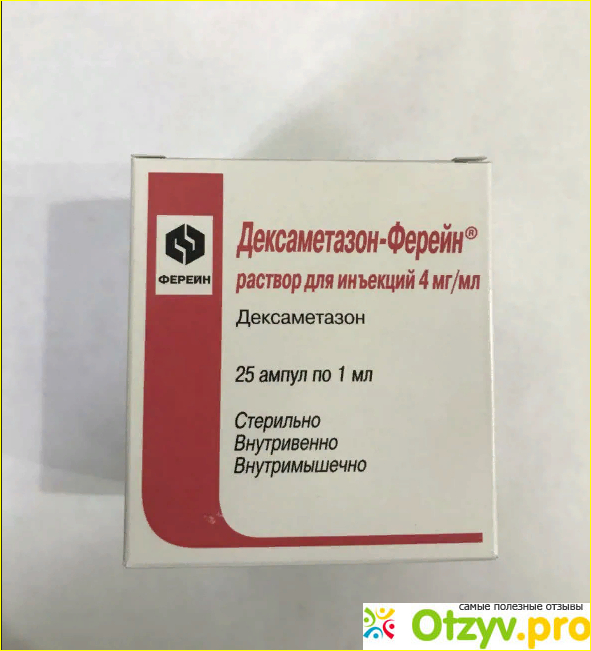 ФЕРЕЙН
Дексаметазон-Ферейн®
раствор для инъекций 4 мг/мл
Дексаметазон
25 ампул по 1 мл
Стерильно
Внутривенно
Внутримышечно
самые полезные отзывы
Otzyv.pro